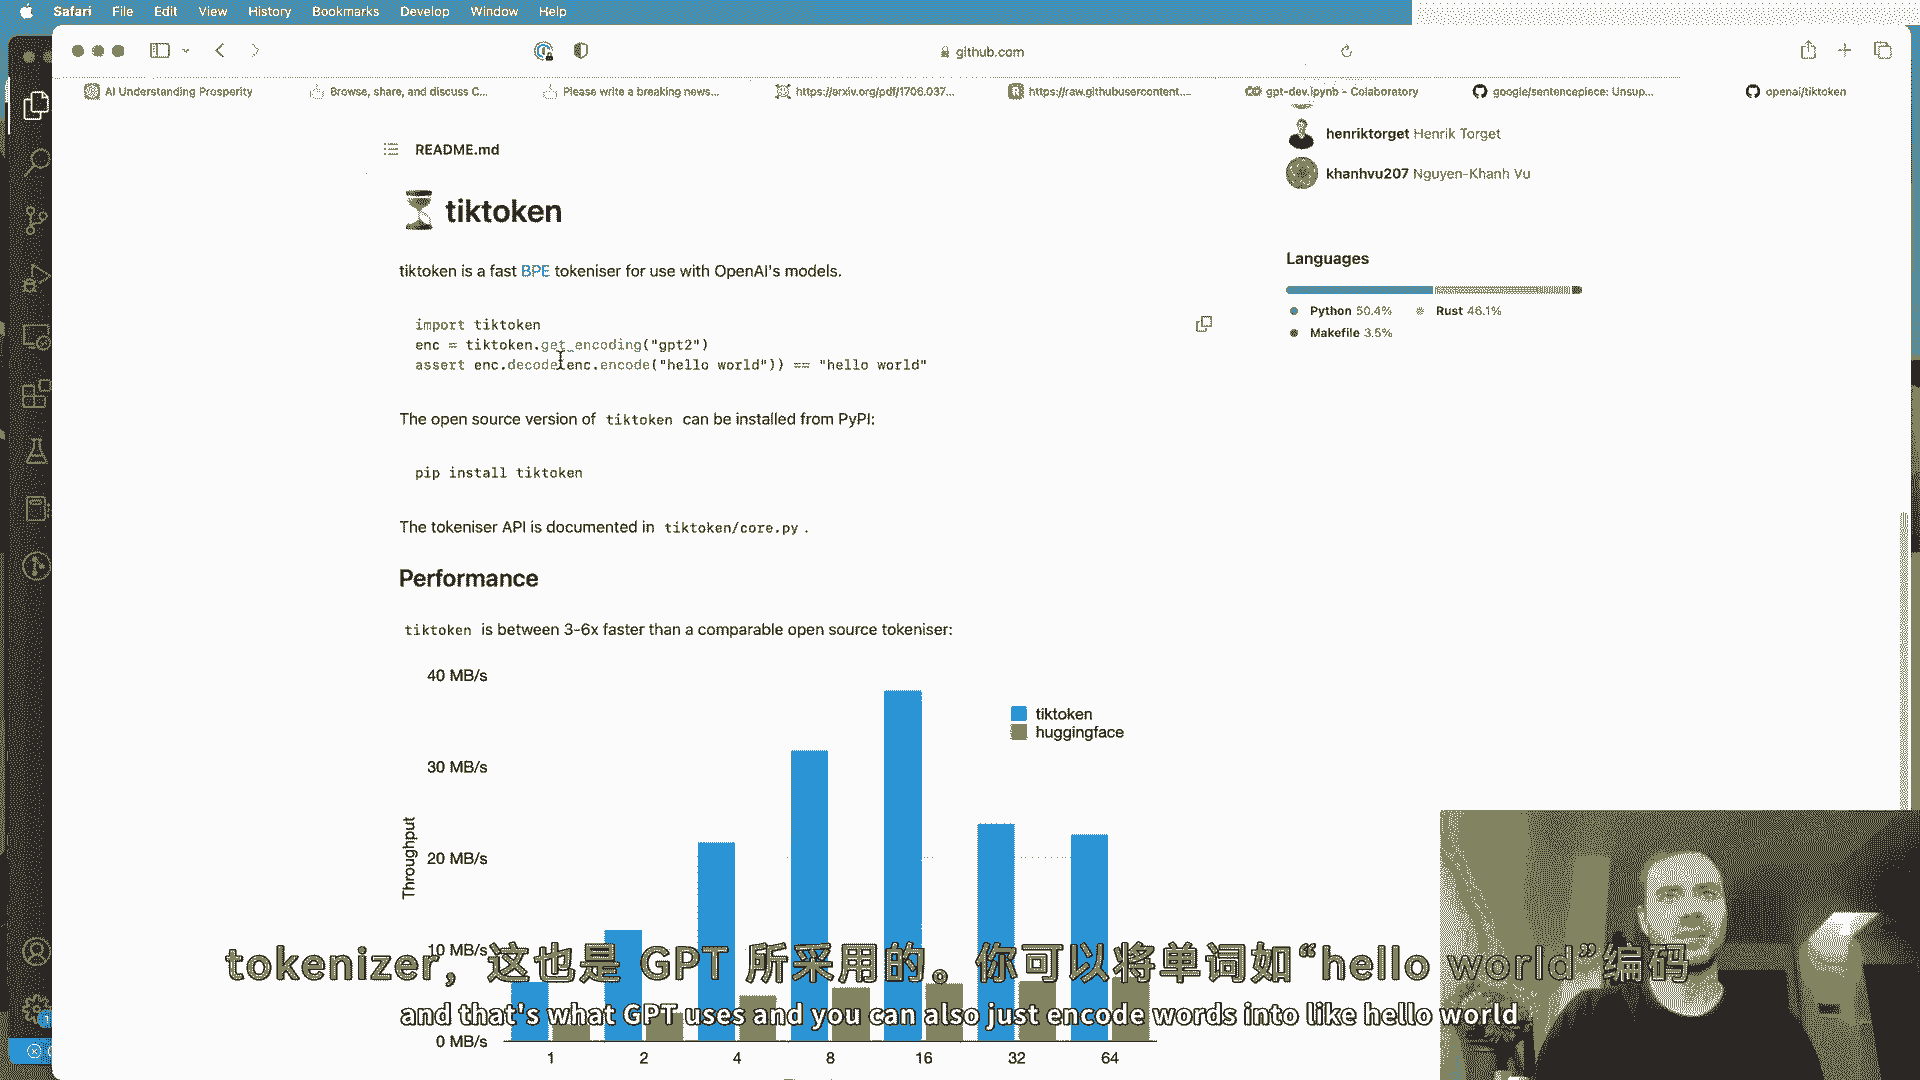 Safari File Edit View History Bookmarks Develop Window Help
github.com
AI Understanding Prosperity
Browse, share, and discuss C...
Please write a breaking news...
https://arxiv.org/pdf/1706.037...
https://raw.githubusercontent....
gpt-dev.ipynb - Colaboratory
google/sentencepiece: Unsup...
openai/tiktoken
README.md
tiktoken
tiktoken is a fast BPE tokeniser for use with OpenAI's models.
import tiktoken
enc = tiktoken.get_encoding("gpt2")
assert enc.decode(enc.encode("hello world")) == "hello world"
The open source version of tiktoken can be installed from PyPI:
pip install tiktoken
The tokeniser API is documented in tiktoken/core.py .
Performance
tiktoken is between 3-6x faster than a comparable open source tokeniser:
40 MB/s
30 MB/s
20 MB/s
10 MB/s
0 MB/s
Throughput
tiktoken
huggingface
1 2 4 8 16 32 64
henriktorget Henrik Torget
khanhvu207 Nguyen-Khanh Vu
Languages
Python 50.4% Rust 46.1%
Makefile 3.5%
tokenizer，这也是 GPT 所采用的。你可以将单词如“hello world”编码
and that's what GPT uses and you can also just encode words into like hello world